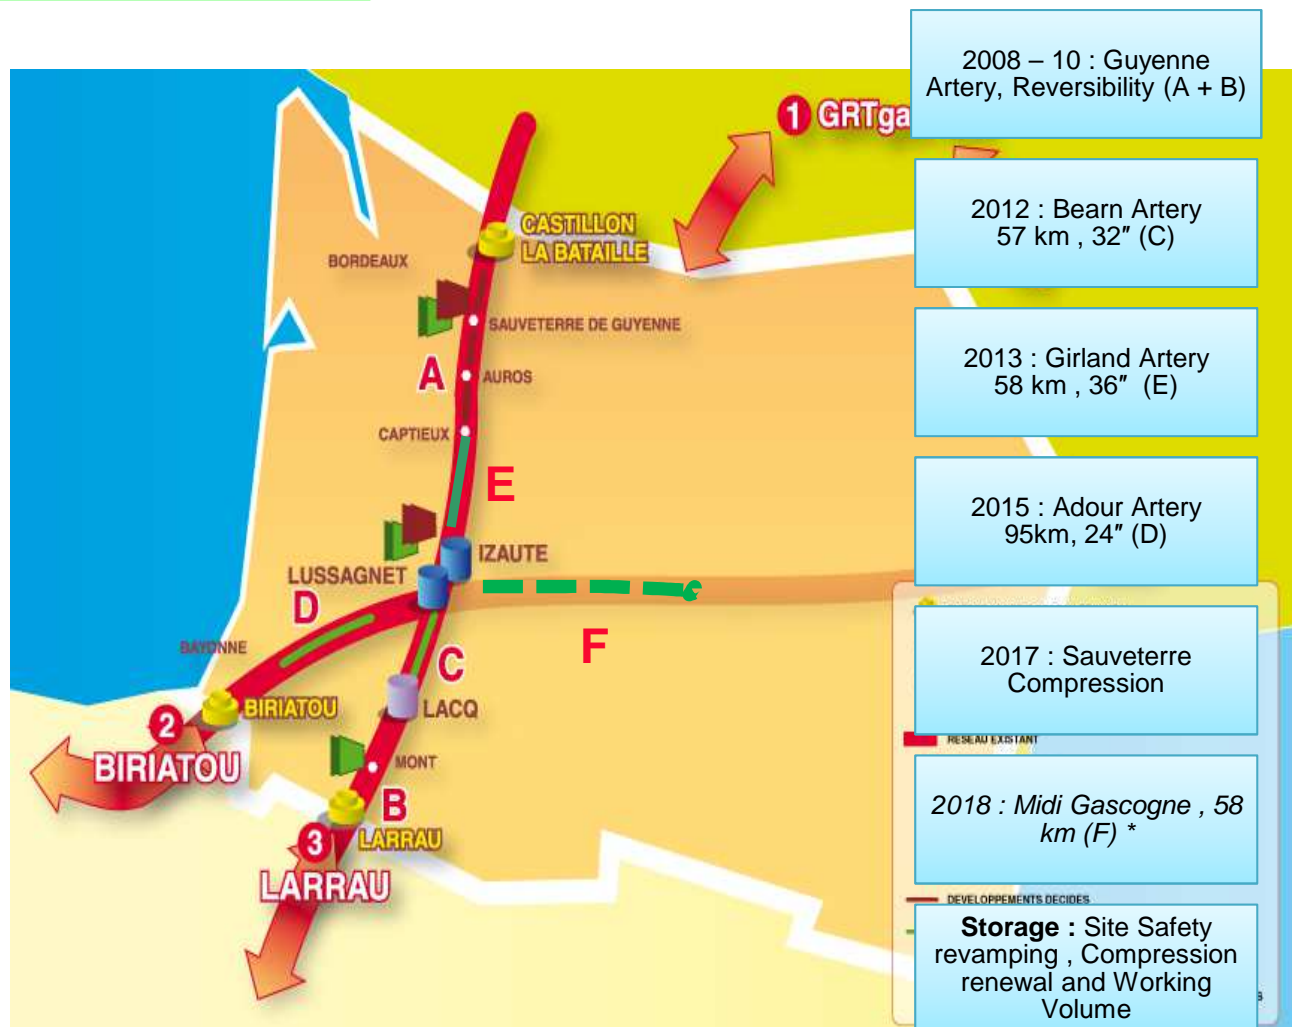 2008 – 10 : Guyenne
Artery, Reversibility (A + B)
1 GRTga
CASTILLON
LA BATAILLE
2012 : Bearn Artery
57 km , 32″ (C)
BORDEAUX
SAUVETERRE DE GUYENNE
A
AUROS
2013 : Girland Artery
58 km , 36″ (E)
CAPTIEUX
E
2015 : Adour Artery
95km, 24″ (D)
IZAUTE
LUSSAGNET
D
F
BAYONNE
C
2017 : Sauveterre
Compression
BIRIATOU
LACQ
2
BIRIATOU
RESEAU EXISTANT
MONT
B
LARRAU
2018 : Midi Gascogne , 58
km (F) *
3
LARRAU
DEVELOPPEMENTS DECIDES
Storage : Site Safety
revamping , Compression
renewal and Working
Volume